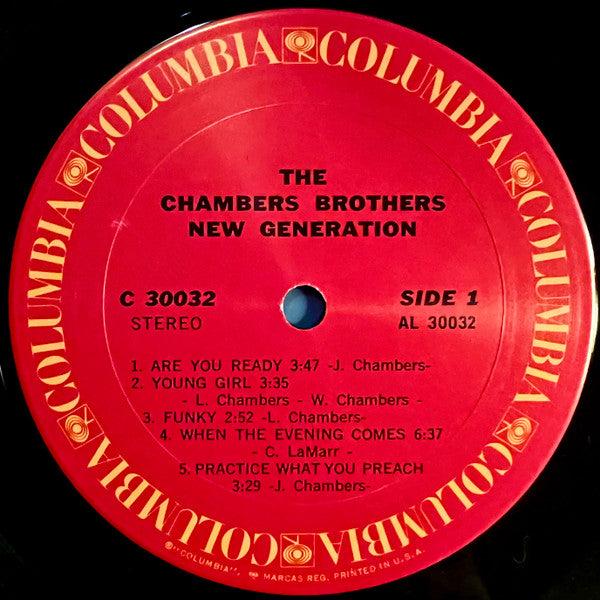 COLUMBIA COLUMBIA COLUMBIA COLUMBIA COLUMBIA COLUMBIA
THE
CHAMBERS BROTHERS
NEW GENERATION
C 30032 SIDE 1
STEREO AL 30032
1. ARE YOU READY 3:47 -J. Chambers-
2. YOUNG GIRL 3:35
- L. Chambers - W. Chambers -
3. FUNKY 2:52 -L. Chambers-
4. WHEN THE EVENING COMES 6:37
- C. LaMarr -
5. PRACTICE WHAT YOU PREACH
3:29 -J. Chambers-
℗"COLUMBIA", ® MARCAS REG. PRINTED IN U.S.A.